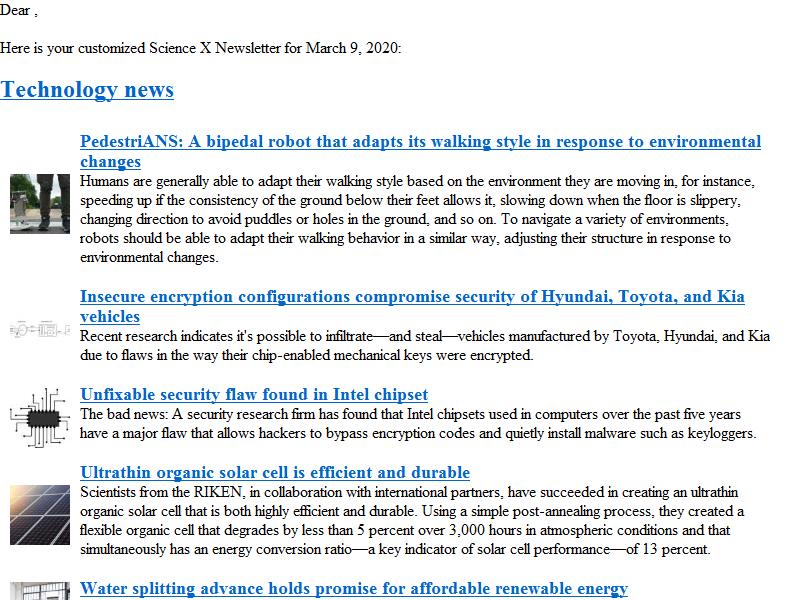 Dear ,
Here is your customized Science X Newsletter for March 9, 2020:
Technology news
PedestriANS: A bipedal robot that adapts its walking style in response to environmental
changes
Humans are generally able to adapt their walking style based on the environment they are moving in, for instance,
speeding up if the consistency of the ground below their feet allows it, slowing down when the floor is slippery,
changing direction to avoid puddles or holes in the ground, and so on. To navigate a variety of environments,
robots should be able to adapt their walking behavior in a similar way, adjusting their structure in response to
environmental changes.
Insecure encryption configurations compromise security of Hyundai, Toyota, and Kia
vehicles
Recent research indicates it's possible to infiltrate—and steal—vehicles manufactured by Toyota, Hyundai, and Kia
due to flaws in the way their chip-enabled mechanical keys were encrypted.
Unfixable security flaw found in Intel chipset
The bad news: A security research firm has found that Intel chipsets used in computers over the past five years
have a major flaw that allows hackers to bypass encryption codes and quietly install malware such as keyloggers.
Ultrathin organic solar cell is efficient and durable
Scientists from the RIKEN, in collaboration with international partners, have succeeded in creating an ultrathin
organic solar cell that is both highly efficient and durable. Using a simple post-annealing process, they created a
flexible organic cell that degrades by less than 5 percent over 3,000 hours in atmospheric conditions and that
simultaneously has an energy conversion ratio—a key indicator of solar cell performance—of 13 percent.
Water splitting advance holds promise for affordable renewable energy